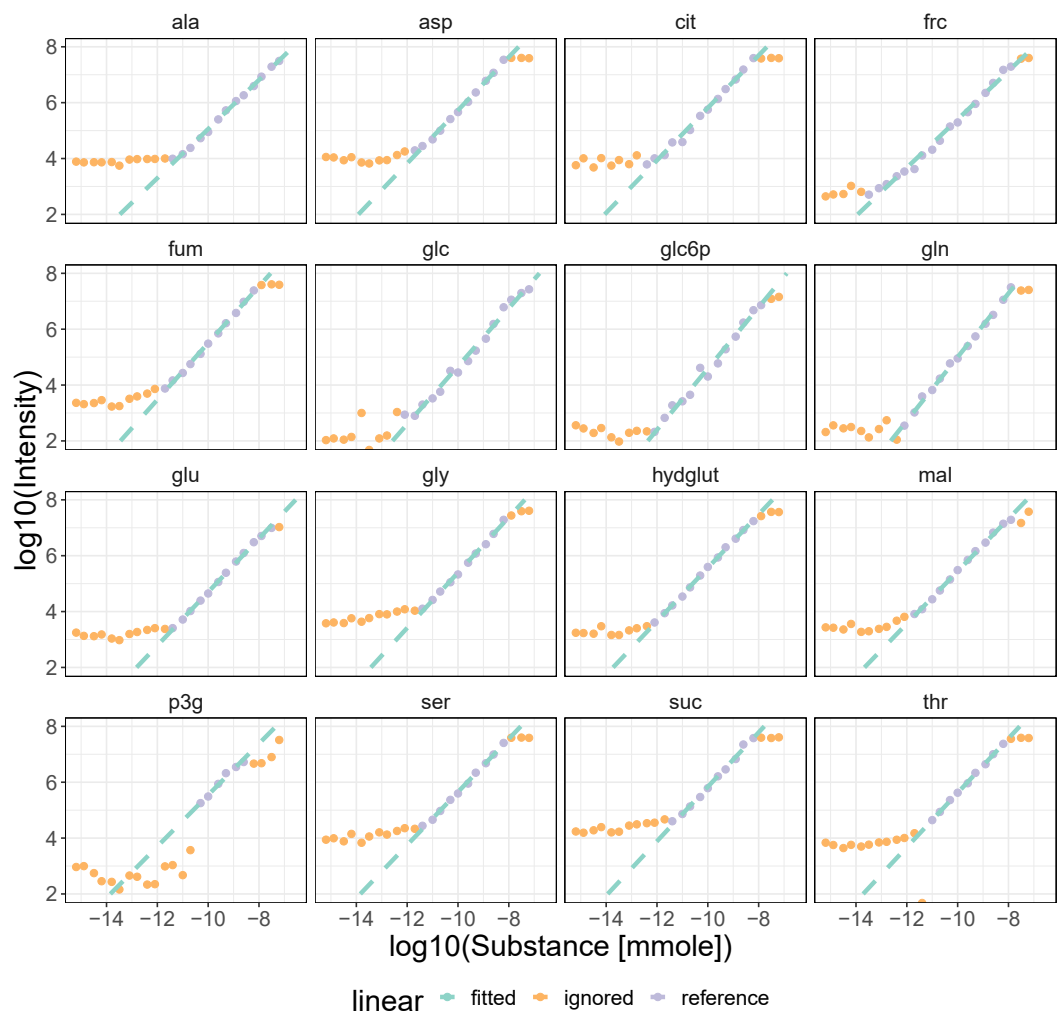 ala asp cit frc
8
6
4
2
fum glc glc6p gln
8
6
4
2
glu gly hydglut mal
8
6
4
2
p3g ser suc thr
8
6
4
2
−14 −12 −10 −8 −14 −12 −10 −8 −14 −12 −10 −8 −14 −12 −10 −8
log10(Intensity)
log10(Substance [mmole])
linear fitted ignored reference